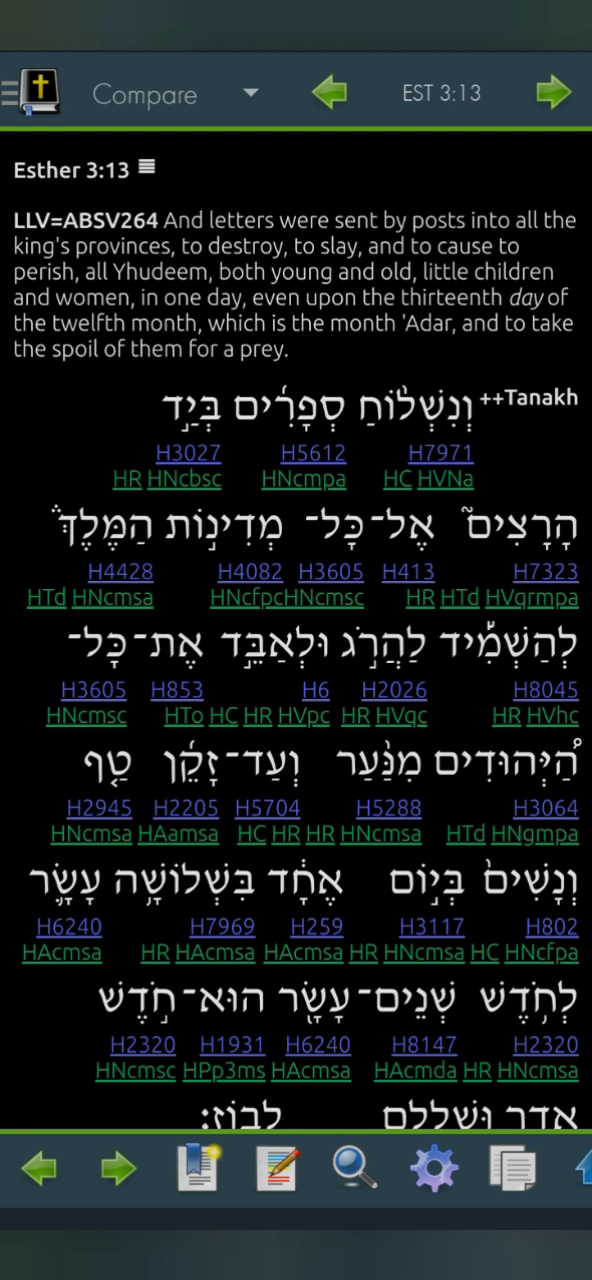 Compare EST 3:13
Esther 3:13
LLV=ABSV264 And letters were sent by posts into all the
king's provinces, to destroy, to slay, and to cause to
perish, all Yhudeem, both young and old, little children
and women, in one day, even upon the thirteenth day of
the twelfth month, which is the month 'Adar, and to take
the spoil of them for a prey.
++Tanakh וְנִשְׁל֨וֹחַ סְפָרִ֜ים בְּיַ֣ד
H3027 H5612 H7971
HR HNcbsc HNcmpa HC HVNa
הָרָצִים֮ אֶל־ כָּל־ מְדִינ֣וֹת הַמֶּלֶךְ֒
H4428 H4082 H3605 H413 H7323
HTd HNcmsa HNcfpcHNcmsc HR HTd HVqrmpa
לְהַשְׁמִ֡יד לַהֲרֹ֣ג וּלְאַבֵּ֣ד אֶת־ כָּל־
H3605 H853 H6 H2026 H8045
HNcmsc HTo HC HR HVpc HR HVqc HR HVhc
הַ֠יְּהוּדִים מִנַּ֨עַר וְעַד־ זָקֵ֜ן טַ֤ף
H2945 H2205 H5704 H5288 H3064
HNcmsa HAamsa HC HR HR HNcmsa HTd HNgmpa
וְנָשִׁים֙ בְּי֣וֹם אֶחָ֔ד בִּשְׁלוֹשָׁ֥ה עָשָׂ֛ר
H6240 H7969 H259 H3117 H802
HAcmsa HR HAcmsa HAcmsa HR HNcmsa HC HNcfpa
לְחֹ֥דֶשׁ שְׁנֵים־ עָשָׂ֖ר הוּא־ חֹ֣דֶשׁ
H2320 H1931 H6240 H8147 H2320
HNcmsc HPp3ms HAcmsa HAcmda HR HNcmsa
אדר ושללם לבוז׃